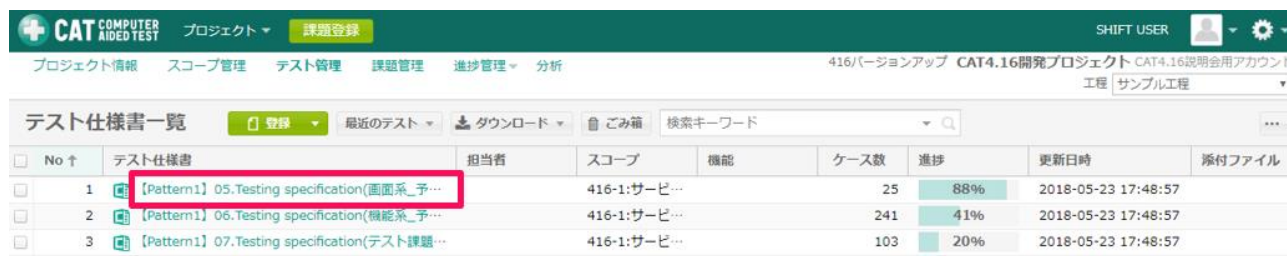 CAT COMPUTER AIDED TEST プロジェクト 課題登録 SHIFT USER
プロジェクト情報 スコープ管理 テスト管理 課題管理 進捗管理 分析 416バージョンアップ CAT4.16開発プロジェクト CAT4.16説明会用アカウント
工程 サンプル工程
テスト仕様書一覧 登録 最近のテスト ダウンロード ごみ箱 検索キーワード ...
No ↑ テスト仕様書 担当者 スコープ 機能 ケース数 進捗 更新日時 添付ファイル
1 【Pattern1】05.Testing specification(画面系_予… 416-1:サービ… 25 88% 2018-05-23 17:48:57
2 【Pattern1】06.Testing specification(機能系_予… 416-1:サービ… 241 41% 2018-05-23 17:48:57
3 【Pattern1】07.Testing specification(テスト課題… 416-1:サービ… 103 20% 2018-05-23 17:48:57